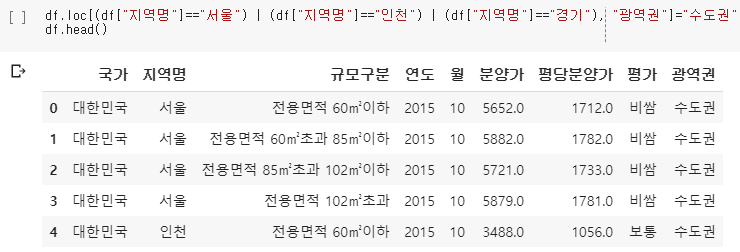 [ ] df.loc[(df["지역명"]=="서울") | (df["지역명"]=="인천") | (df["지역명"]=="경기"), "광역권"]="수도권"
df.head()
국가 지역명 규모구분 연도 월 분양가 평당분양가 평가 광역권
0 대한민국 서울 전용면적 60㎡이하 2015 10 5652.0 1712.0 비쌈 수도권
1 대한민국 서울 전용면적 60㎡초과 85㎡이하 2015 10 5882.0 1782.0 비쌈 수도권
2 대한민국 서울 전용면적 85㎡초과 102㎡이하 2015 10 5721.0 1733.0 비쌈 수도권
3 대한민국 서울 전용면적 102㎡초과 2015 10 5879.0 1781.0 비쌈 수도권
4 대한민국 인천 전용면적 60㎡이하 2015 10 3488.0 1056.0 보통 수도권